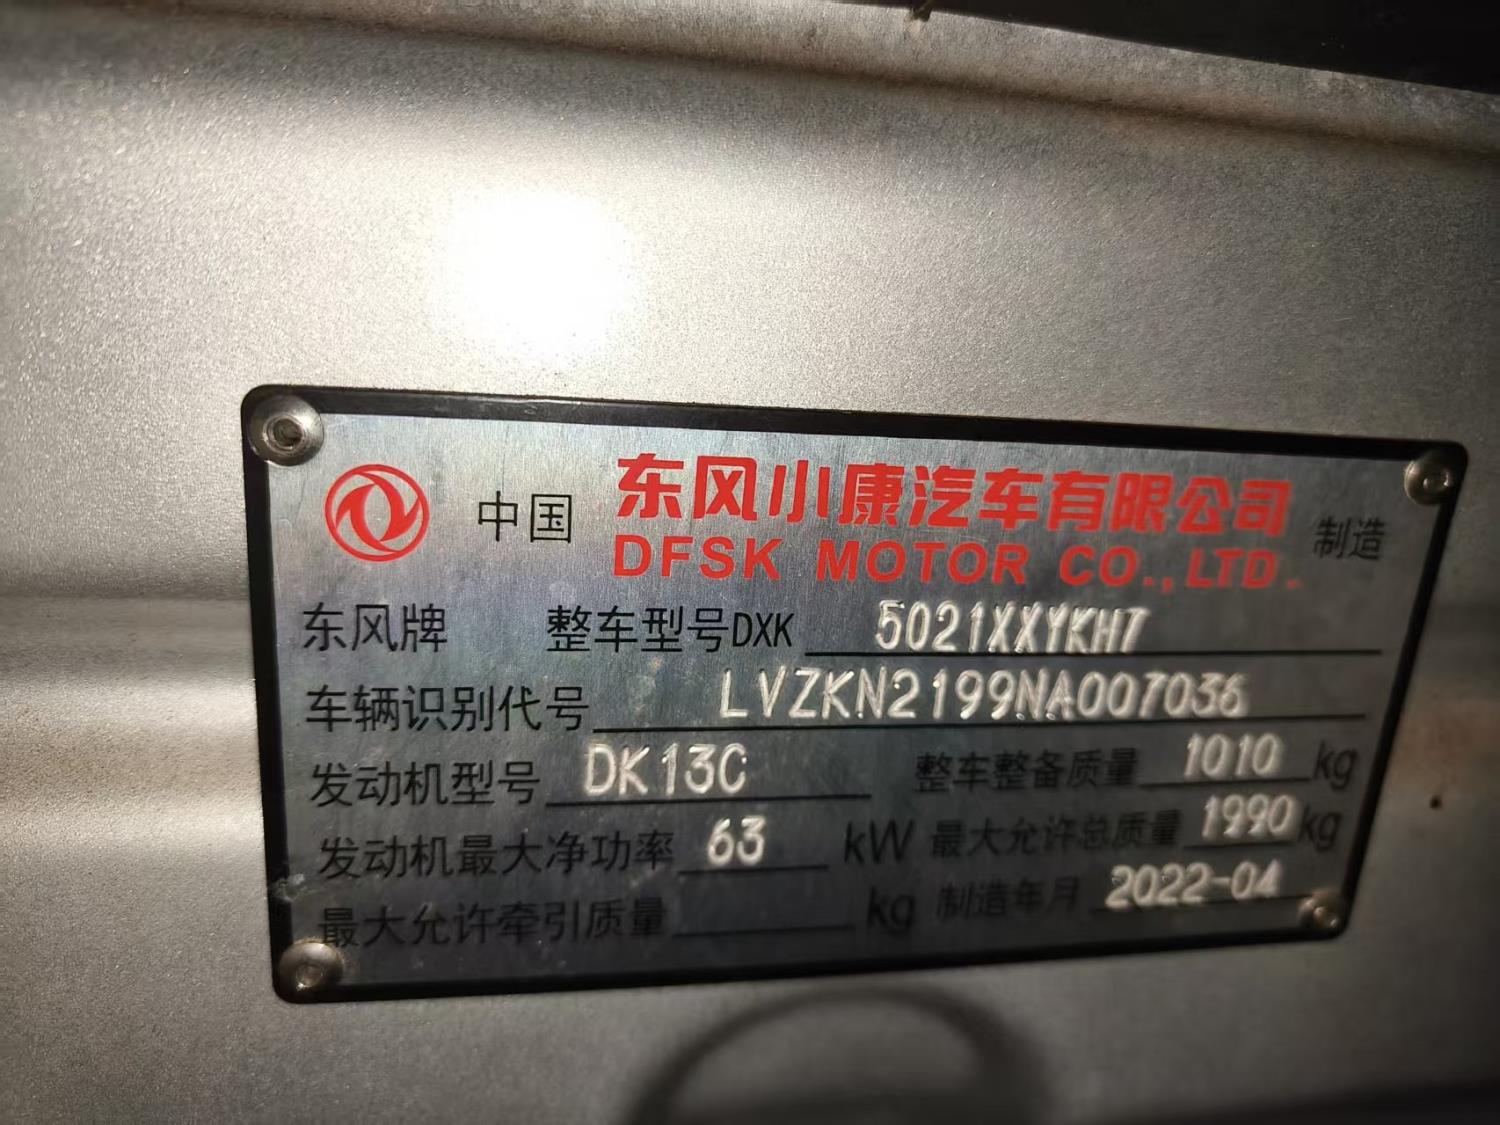 中国 东风小康汽车有限公司 制造
DFSK MOTOR CO.,LTD.
东风牌 整车型号DXK 5021XXYKH7
车辆识别代号 LVZKN2199NA007036
发动机型号 DK13C 整车整备质量 1010 kg
发动机最大净功率 63 kW 最大允许总质量 1990 kg
最大允许牵引质量 kg 制造年月 2022-04